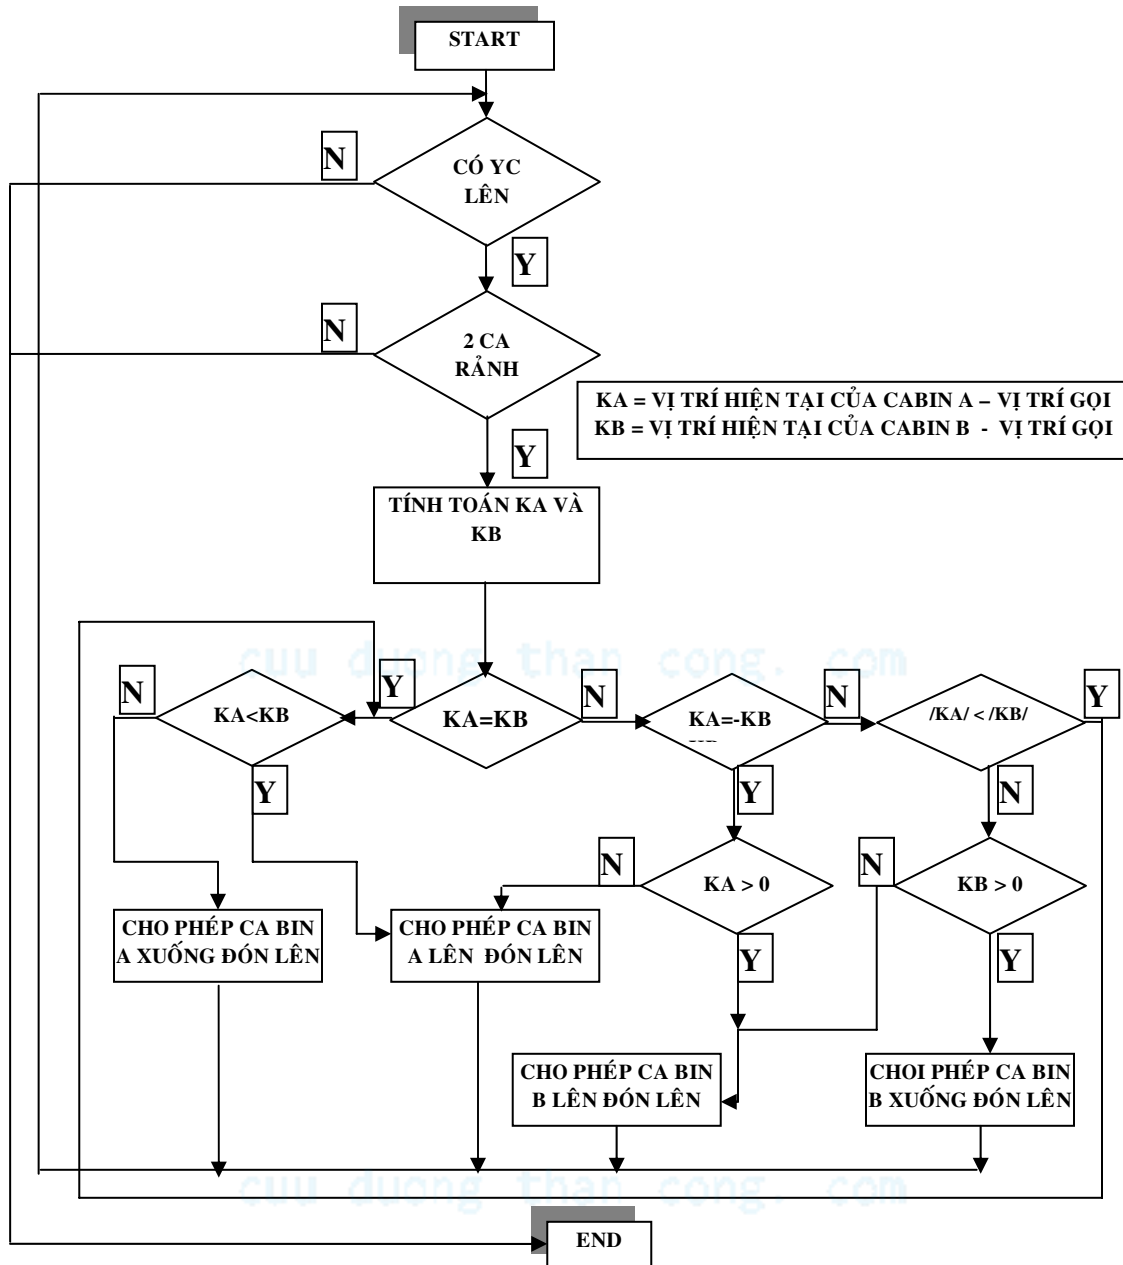 START
N
CÓ YC
LÊN
Y
N
2 CA
RẢNH
KA = VỊ TRÍ HIỆN TẠI CỦA CABIN A – VỊ TRÍ GỌI
KB = VỊ TRÍ HIỆN TẠI CỦA CABIN B - VỊ TRÍ GỌI
Y
TÍNH TOÁN KA VÀ
KB
cuu duong than cong. com
N
KA<KB
Y
KA=KB
N
KA=-KB
N
/KA/ < /KB/
Y
Y
Y
N
N
KA > 0
N
KB > 0
CHO PHÉP CA BIN
A XUỐNG ĐÓN LÊN
CHO PHÉP CA BIN
A LÊN ĐÓN LÊN
Y
Y
CHO PHÉP CA BIN
B LÊN ĐÓN LÊN
CHOI PHÉP CA BIN
B XUỐNG ĐÓN LÊN
cuu duong than cong. com
END